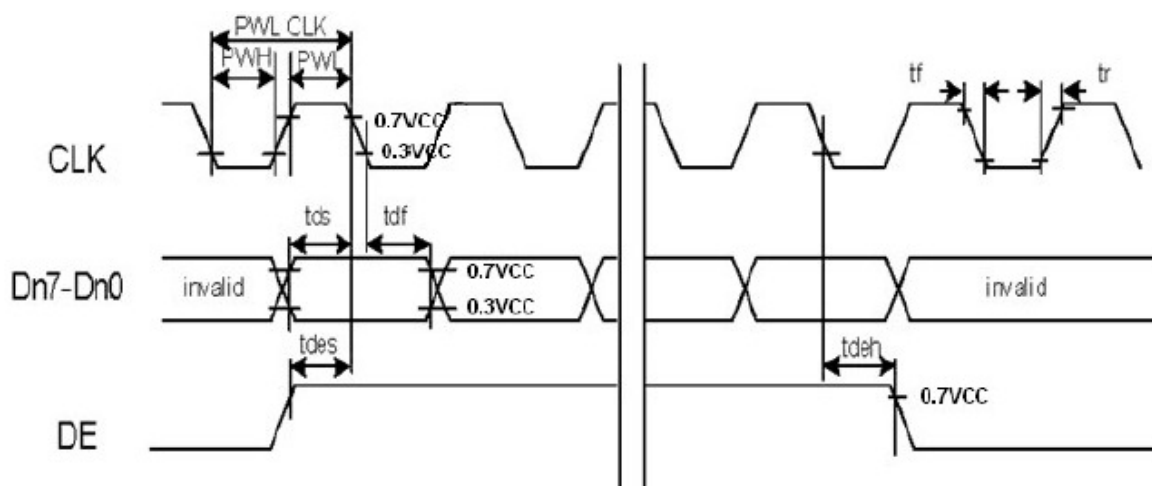 PWL CLK
PWH PWL
tf tr
0.7VCC
CLK 0.3VCC
tds tdf
0.7VCC
Dn7-Dn0 invalid invalid
0.3VCC
tdes tdeh
0.7VCC
DE